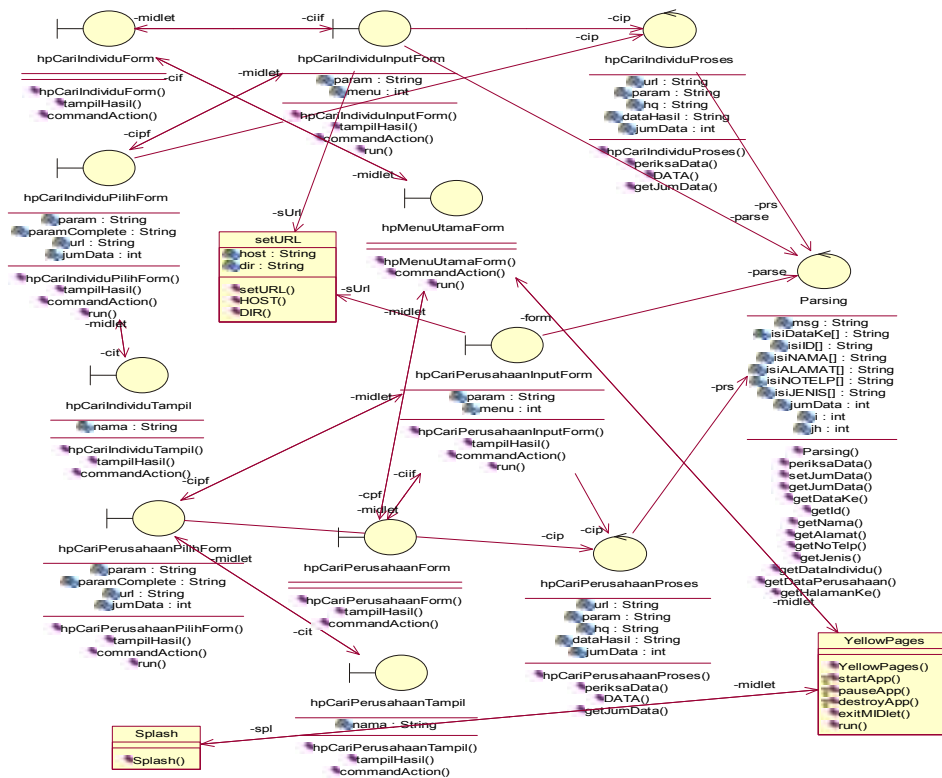 -midlet
-ciif
-cip
hpCariIndividuForm
hpCariIndividuInputForm
-cip
hpCariIndividuProses
-cif
-midlet
hpCariIndividuForm()
tampilHasil()
commandAction()
param : String
menu : int
hpCariIndividuInputForm()
tampilHasil()
commandAction()
run()
url : String
param : String
hq : String
dataHasil : String
jumData : int
hpCariIndividuProses()
periksaData()
DATA()
getJumData()
-cipf
hpCariIndividuPilihForm
-midlet
hpMenuUtamaForm
-prs
-parse
param : String
paramComplete : String
url : String
jumData : int
hpCariIndividuPilihForm()
tampilHasil()
commandAction()
run()
-sUrl
setURL
host : String
dir : String
setURL()
HOST()
DIR()
hpMenuUtamaForm()
commandAction()
run()
-sUrl
-midlet
-form
-parse
Parsing
-midlet
-cit
hpCariIndividuTampil
nama : String
hpCariIndividuTampil()
tampilHasil()
commandAction()
hpCariPerusahaanInputForm
-midlet
param : String
menu : int
hpCariPerusahaanInputForm()
tampilHasil()
commandAction()
run()
-prs
msg : String
isiDataKe[] : String
isiID[] : String
isiNAMA[] : String
isiALAMAT[] : String
isiNOTELP[] : String
isiJENIS[] : String
jumData : int
i : int
jh : int
Parsing()
periksaData()
setJumData()
getJumData()
getDataKe()
getId()
getNama()
getAlamat()
getNoTelp()
getJenis()
getDataIndividu()
getDataPerusahaan()
getHalamanKe()
-midlet
-cipf
-ciif
-cpf
-midlet
-cip
-cip
hpCariPerusahaanPilihForm
-midlet
hpCariPerusahaanForm
hpCariPerusahaanProses
param : String
paramComplete : String
url : String
jumData : int
hpCariPerusahaanPilihForm()
tampilHasil()
commandAction()
run()
hpCariPerusahaanForm()
tampilHasil()
commandAction()
-cit
url : String
param : String
hq : String
dataHasil : String
jumData : int
hpCariPerusahaanProses()
periksaData()
DATA()
getJumData()
hpCariPerusahaanTampil
nama : String
hpCariPerusahaanTampil()
tampilHasil()
commandAction()
-midlet
YellowPages
YellowPages()
startApp()
pauseApp()
destroyApp()
exitMIDlet()
run()
-spl
Splash
Splash()